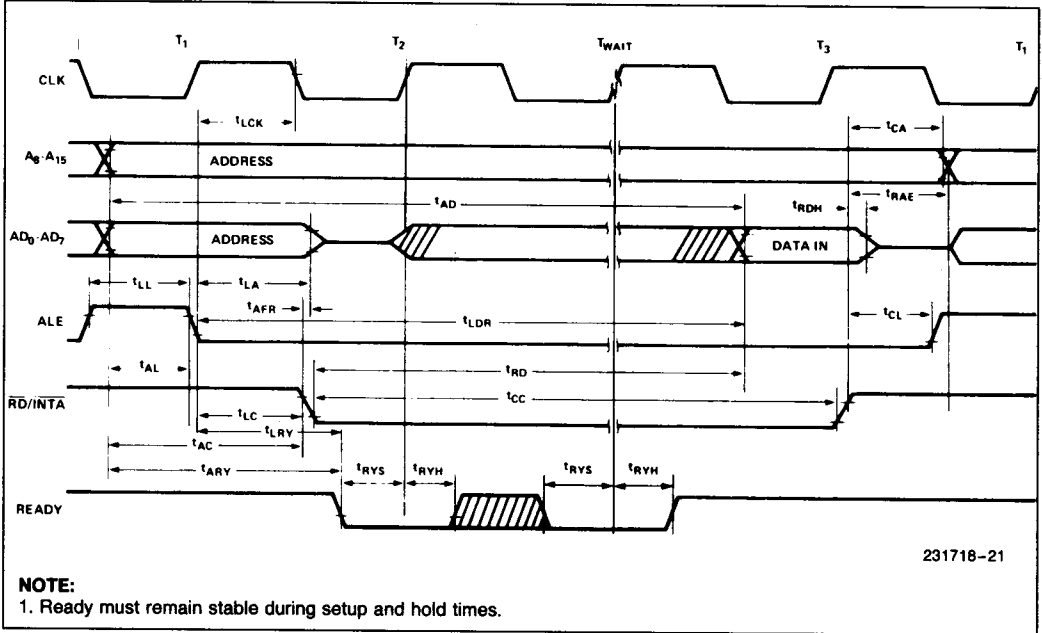 T1 T2 TWAIT T3 T1
CLK
tLCK
tCA
A8-A15
ADDRESS
tAD
tRAE
tRDH
AD0-AD7
ADDRESS
DATA IN
tLL
tLA
tAFR
ALE
tLDR
tCL
tAL
tRD
RD/INTA
tCC
tLC
tLRY
tAC
tARY
tRYS
tRYH
tRYS
tRYH
READY
231718-21
NOTE:
1. Ready must remain stable during setup and hold times.